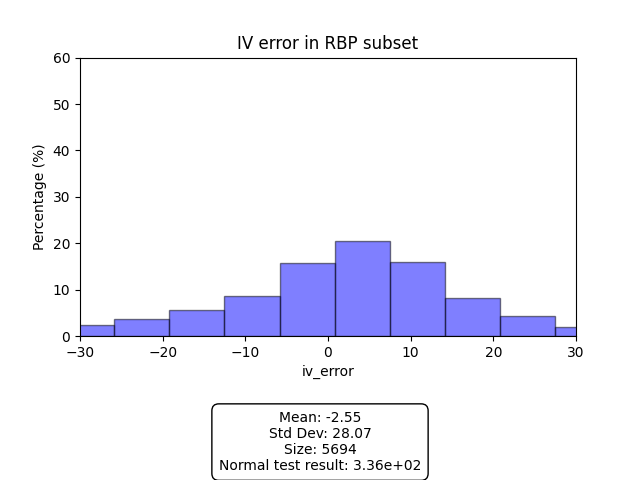 IV error in RBP subset
60
50
40
30
20
10
0
Percentage (%)
−30
−20
−10
0
10
20
30
iv_error
Mean: -2.55
Std Dev: 28.07
Size: 5694
Normal test result: 3.36e+02